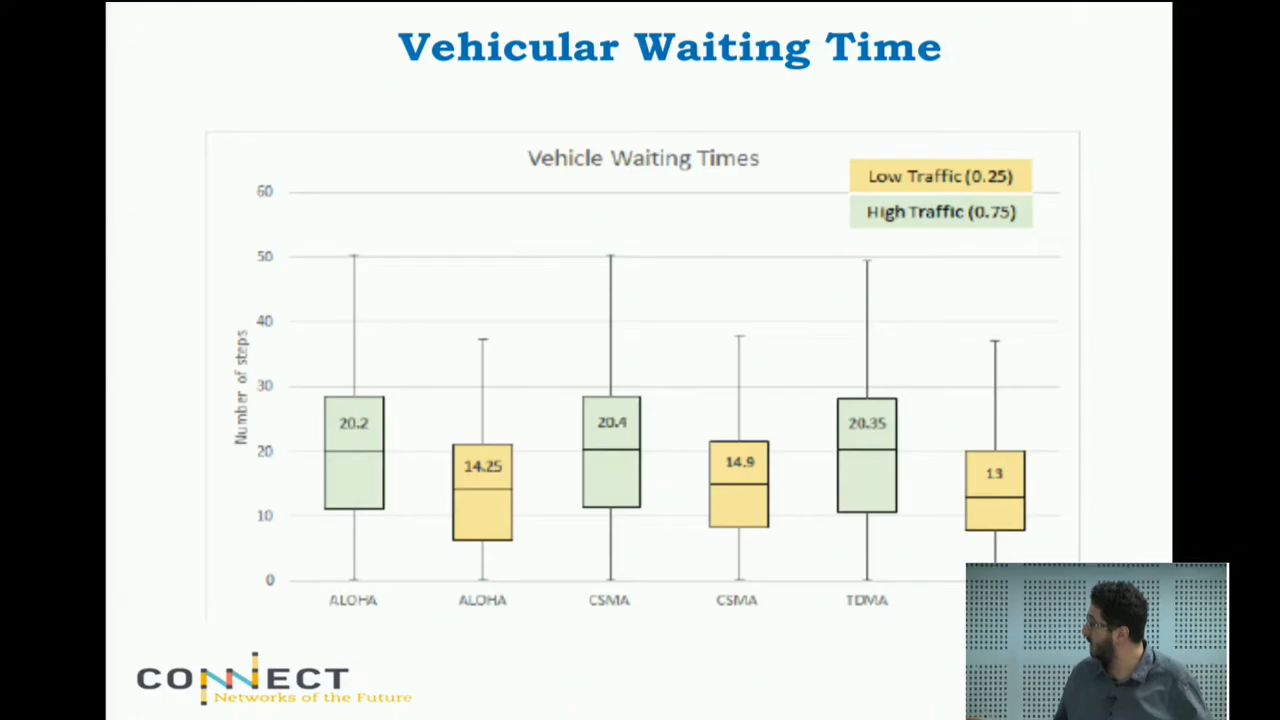 Vehicular Waiting Time
Vehicle Waiting Times
Low Traffic (0.25)
High Traffic (0.75)
60
50
40
30
20
10
0
Number of steps
20.2
14.25
20.4
14.9
20.35
13
ALOHA
ALOHA
CSMA
CSMA
TDMA
CONNECT
Networks of the Future